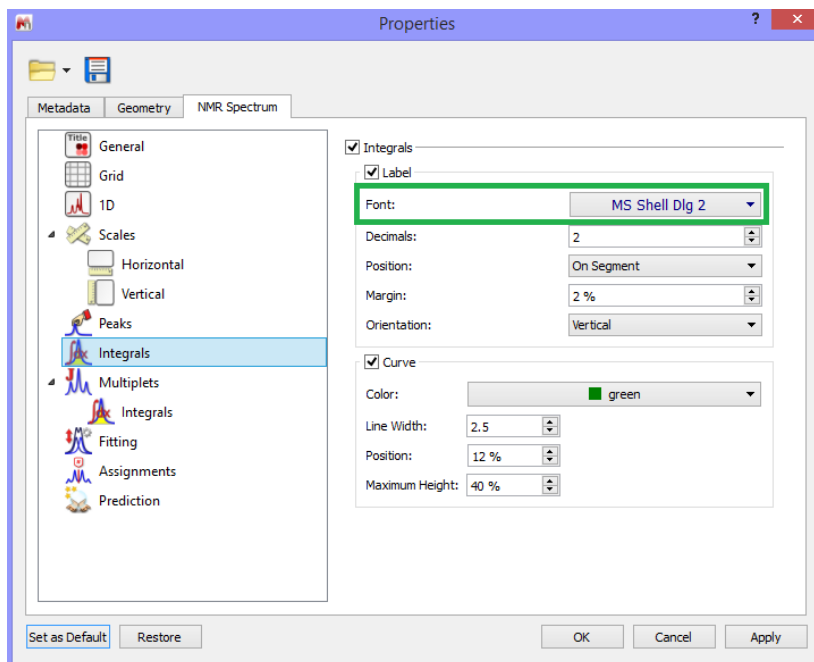 Properties
?
×
Metadata
Geometry
NMR Spectrum
Title
General
Grid
1D
Scales
Horizontal
Vertical
Peaks
Integrals
Multiplets
Integrals
Fitting
Assignments
Prediction
Integrals
Label
Font: MS Shell Dlg 2
Decimals: 2
Position: On Segment
Margin: 2 %
Orientation: Vertical
Curve
Color: green
Line Width: 2.5
Position: 12 %
Maximum Height: 40 %
Set as Default
Restore
OK
Cancel
Apply